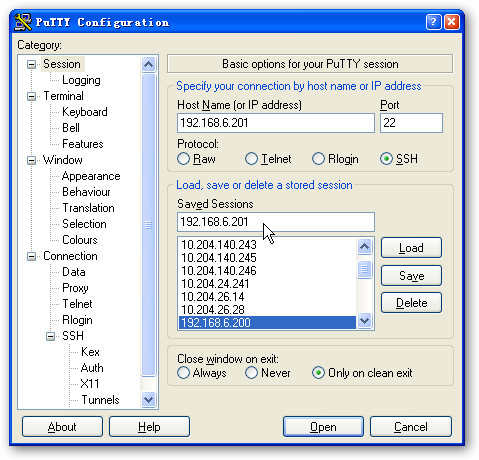 PuTTY Configuration
Category:
Session
Logging
Terminal
Keyboard
Bell
Features
Window
Appearance
Behaviour
Translation
Selection
Colours
Connection
Data
Proxy
Telnet
Rlogin
SSH
Kex
Auth
X11
Tunnels
Basic options for your PuTTY session
Specify your connection by host name or IP address
Host Name (or IP address) Port
192.168.6.201 22
Protocol:
Raw Telnet Rlogin SSH
Load, save or delete a stored session
Saved Sessions
192.168.6.201
10.204.140.243
10.204.140.245
10.204.140.246
10.204.24.241
10.204.26.14
10.204.26.28
192.168.6.200
Load
Save
Delete
Close window on exit:
Always Never Only on clean exit
About Help Open Cancel